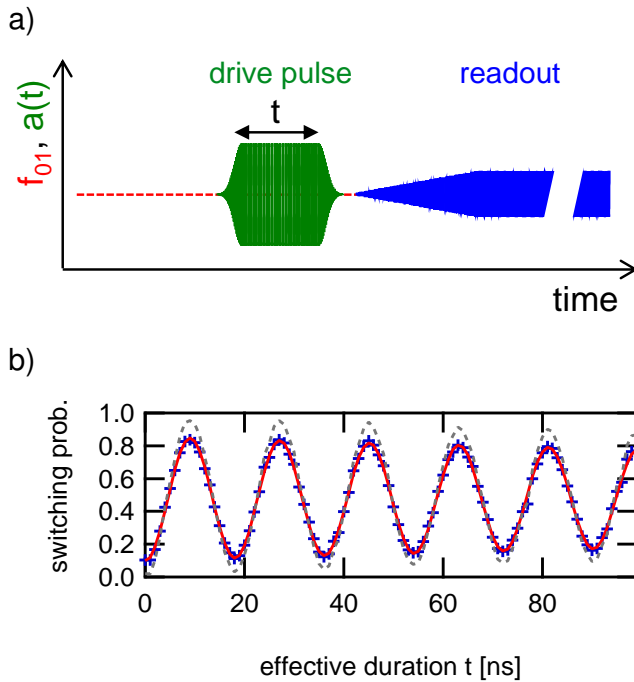 a)
drive pulse
readout
t
f01, a(t)
time
b)
switching prob.
1.0
0.8
0.6
0.4
0.2
0.0
0
20
40
60
80
effective duration t [ns]